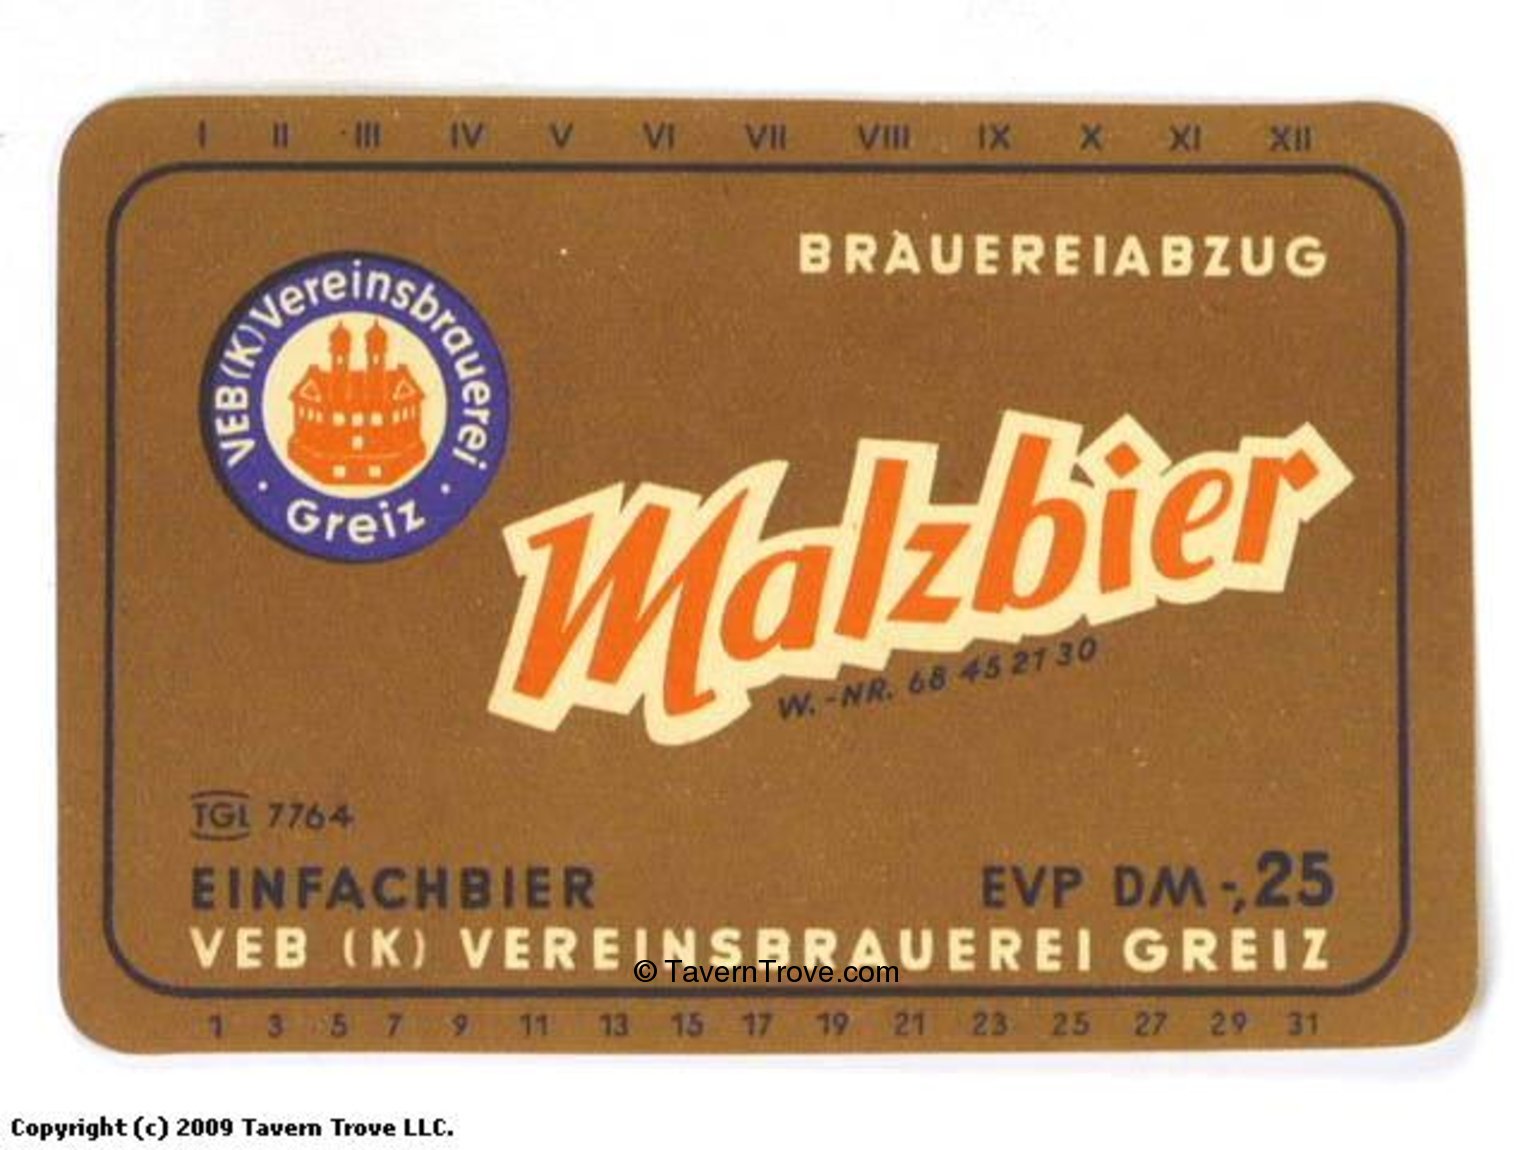 I II III IV V VI VII VIII IX X XI XII
BRAUEREIABZUG
VEB (K) Vereinsbrauerei
· Greiz ·
Malzbier
W.-NR. 68 45 21 30
TGL 7764
EINFACHBIER
EVP DM -,25
VEB (K) VEREINSBRAUEREI GREIZ
© TavernTrove.com
1 3 5 7 9 11 13 15 17 19 21 23 25 27 29 31
Copyright (c) 2009 Tavern Trove LLC.